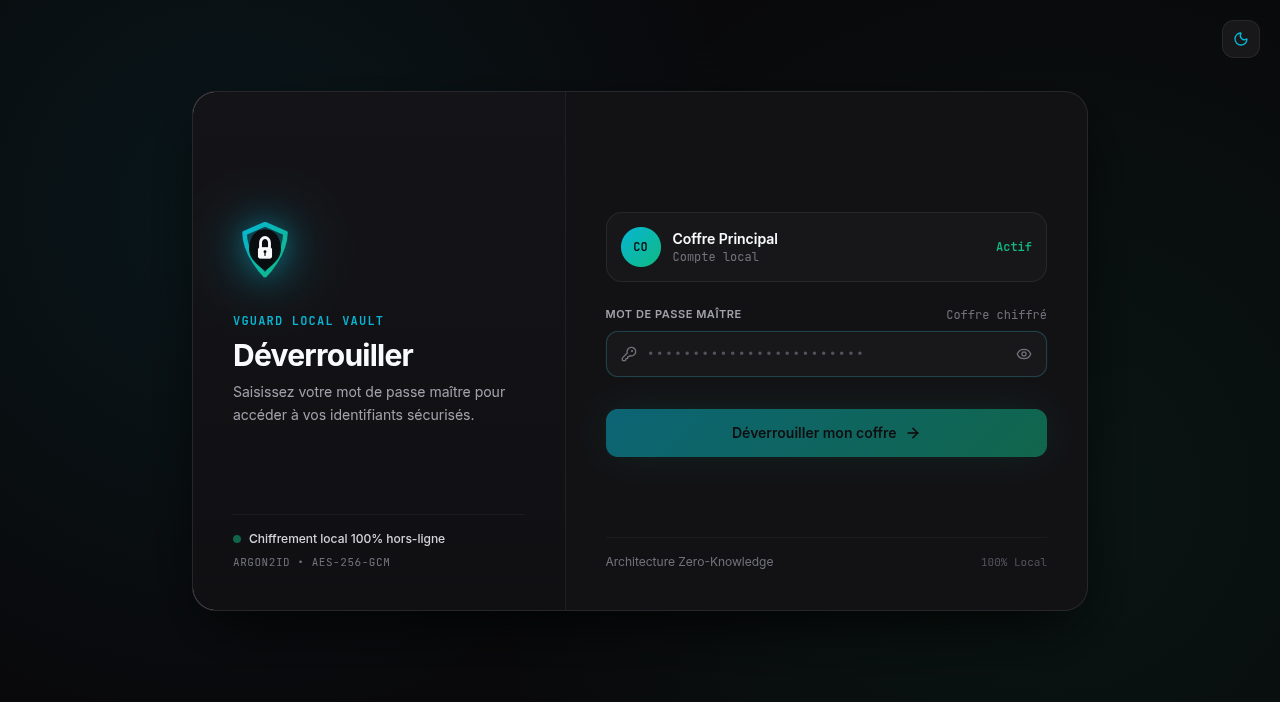 VGUARD LOCAL VAULT
Déverrouiller
Saisissez votre mot de passe maître pour
accéder à vos identifiants sécurisés.
Chiffrement local 100% hors-ligne
ARGON2ID • AES-256-GCM
CO
Coffre Principal
Compte local
Actif
MOT DE PASSE MAÎTRE
Coffre chiffré
••••••••••••••••••••••••
Déverrouiller mon coffre →
Architecture Zero-Knowledge
100% Local